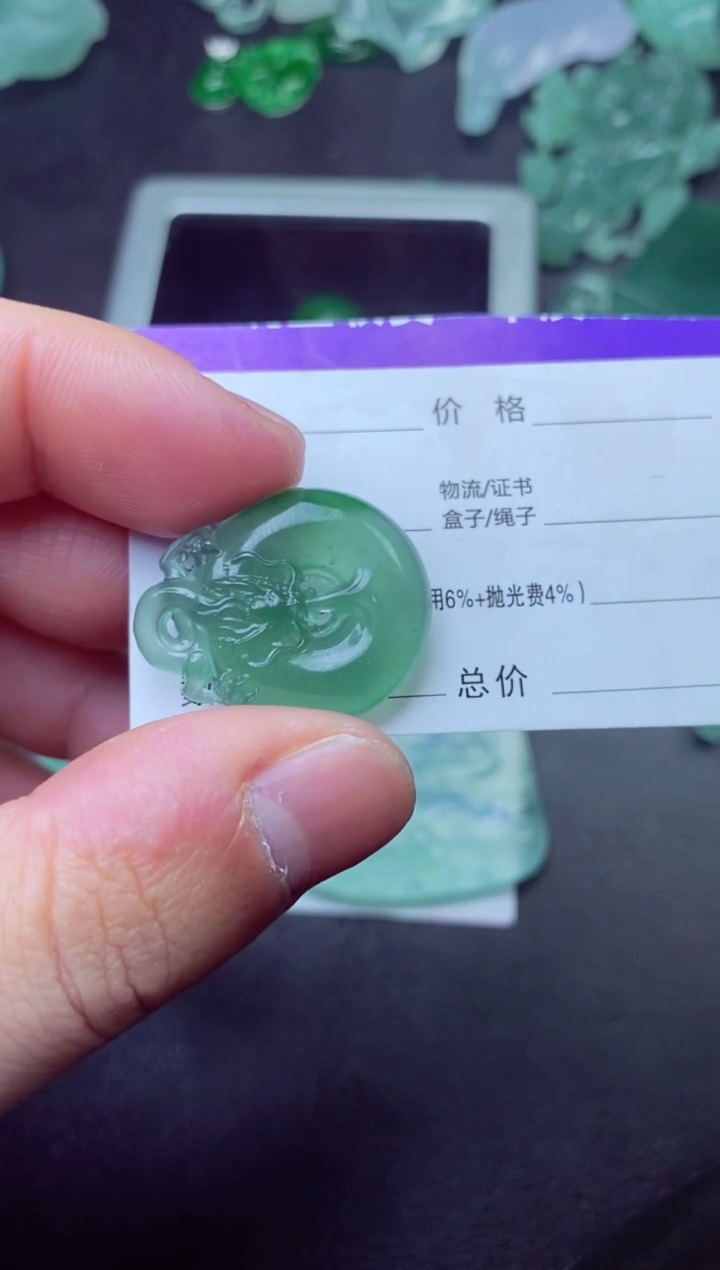 价 格
物流/证书
盒子/绳子
用6%+抛光费4%)
总价